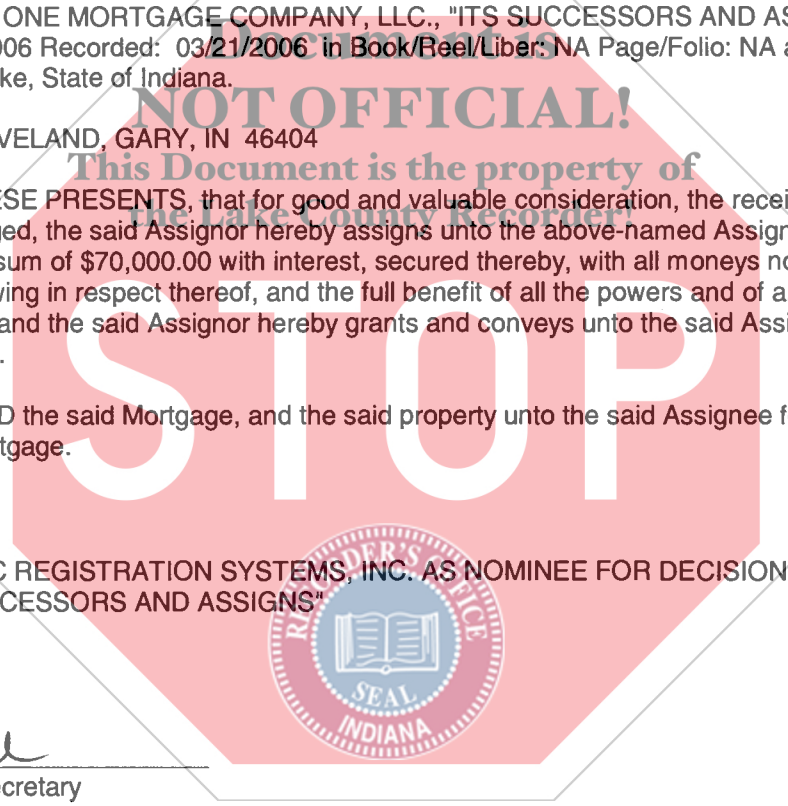 ONE MORTGAGE COMPANY, LLC., "ITS SUCCESSORS AND AS
Document is
006 Recorded: 03/21/2006 in Book/Reel/Liber: NA Page/Folio: NA a
ke, State of Indiana.
NOT OFFICIAL!
VELAND, GARY, IN 46404
This Document is the property of
ESE PRESENTS, that for good and valuable consideration, the recei
the Lake County Recorder!
ged, the said Assignor hereby assigns unto the above-named Assign
sum of $70,000.00 with interest, secured thereby, with all moneys no
ving in respect thereof, and the full benefit of all the powers and of a
and the said Assignor hereby grants and conveys unto the said Assi
STOP
D the said Mortgage, and the said property unto the said Assignee f
tgage.
C REGISTRATION SYSTEMS, INC. AS NOMINEE FOR DECISION
CESSORS AND ASSIGNS"
RECORDER'S OFFICE
SEAL
INDIANA
ecretary